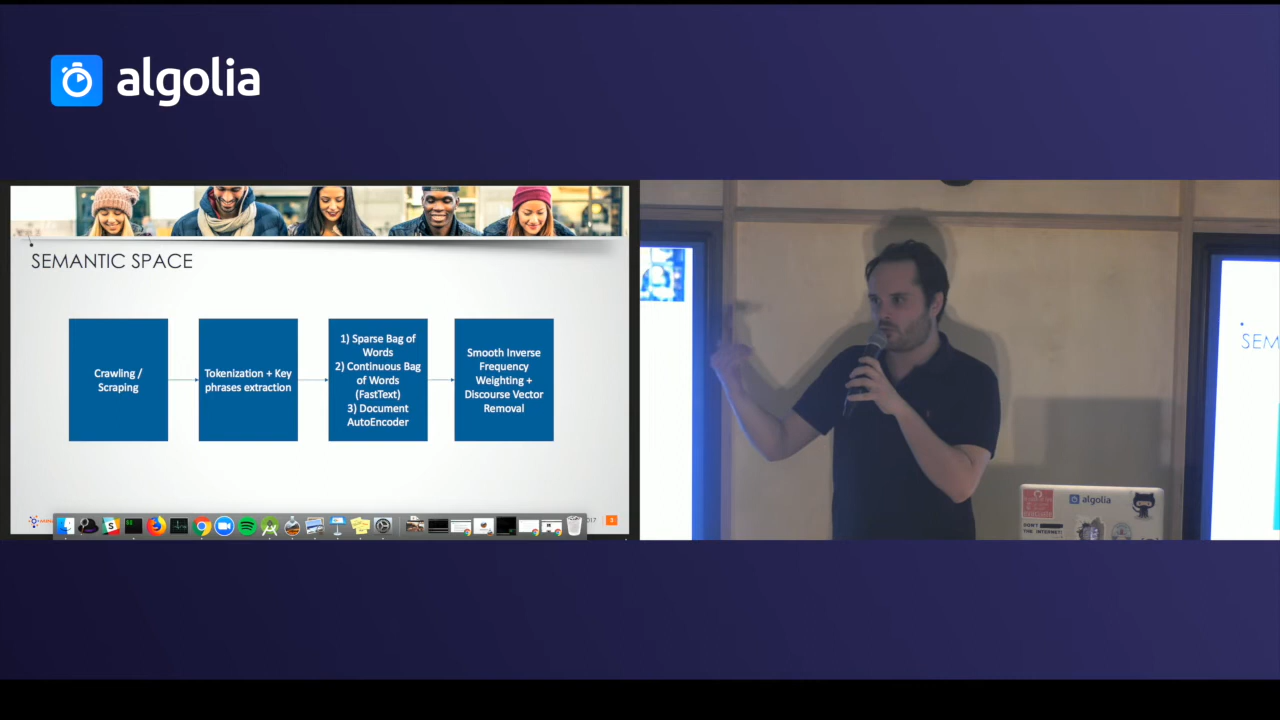 algolia
SEMANTIC SPACE
Crawling /
Scraping
Tokenization + Key
phrases extraction
1) Sparse Bag of
Words
2) Continuous Bag
of Words
(FastText)
3) Document
AutoEncoder
Smooth Inverse
Frequency
Weighting +
Discourse Vector
Removal
SEM
algolia